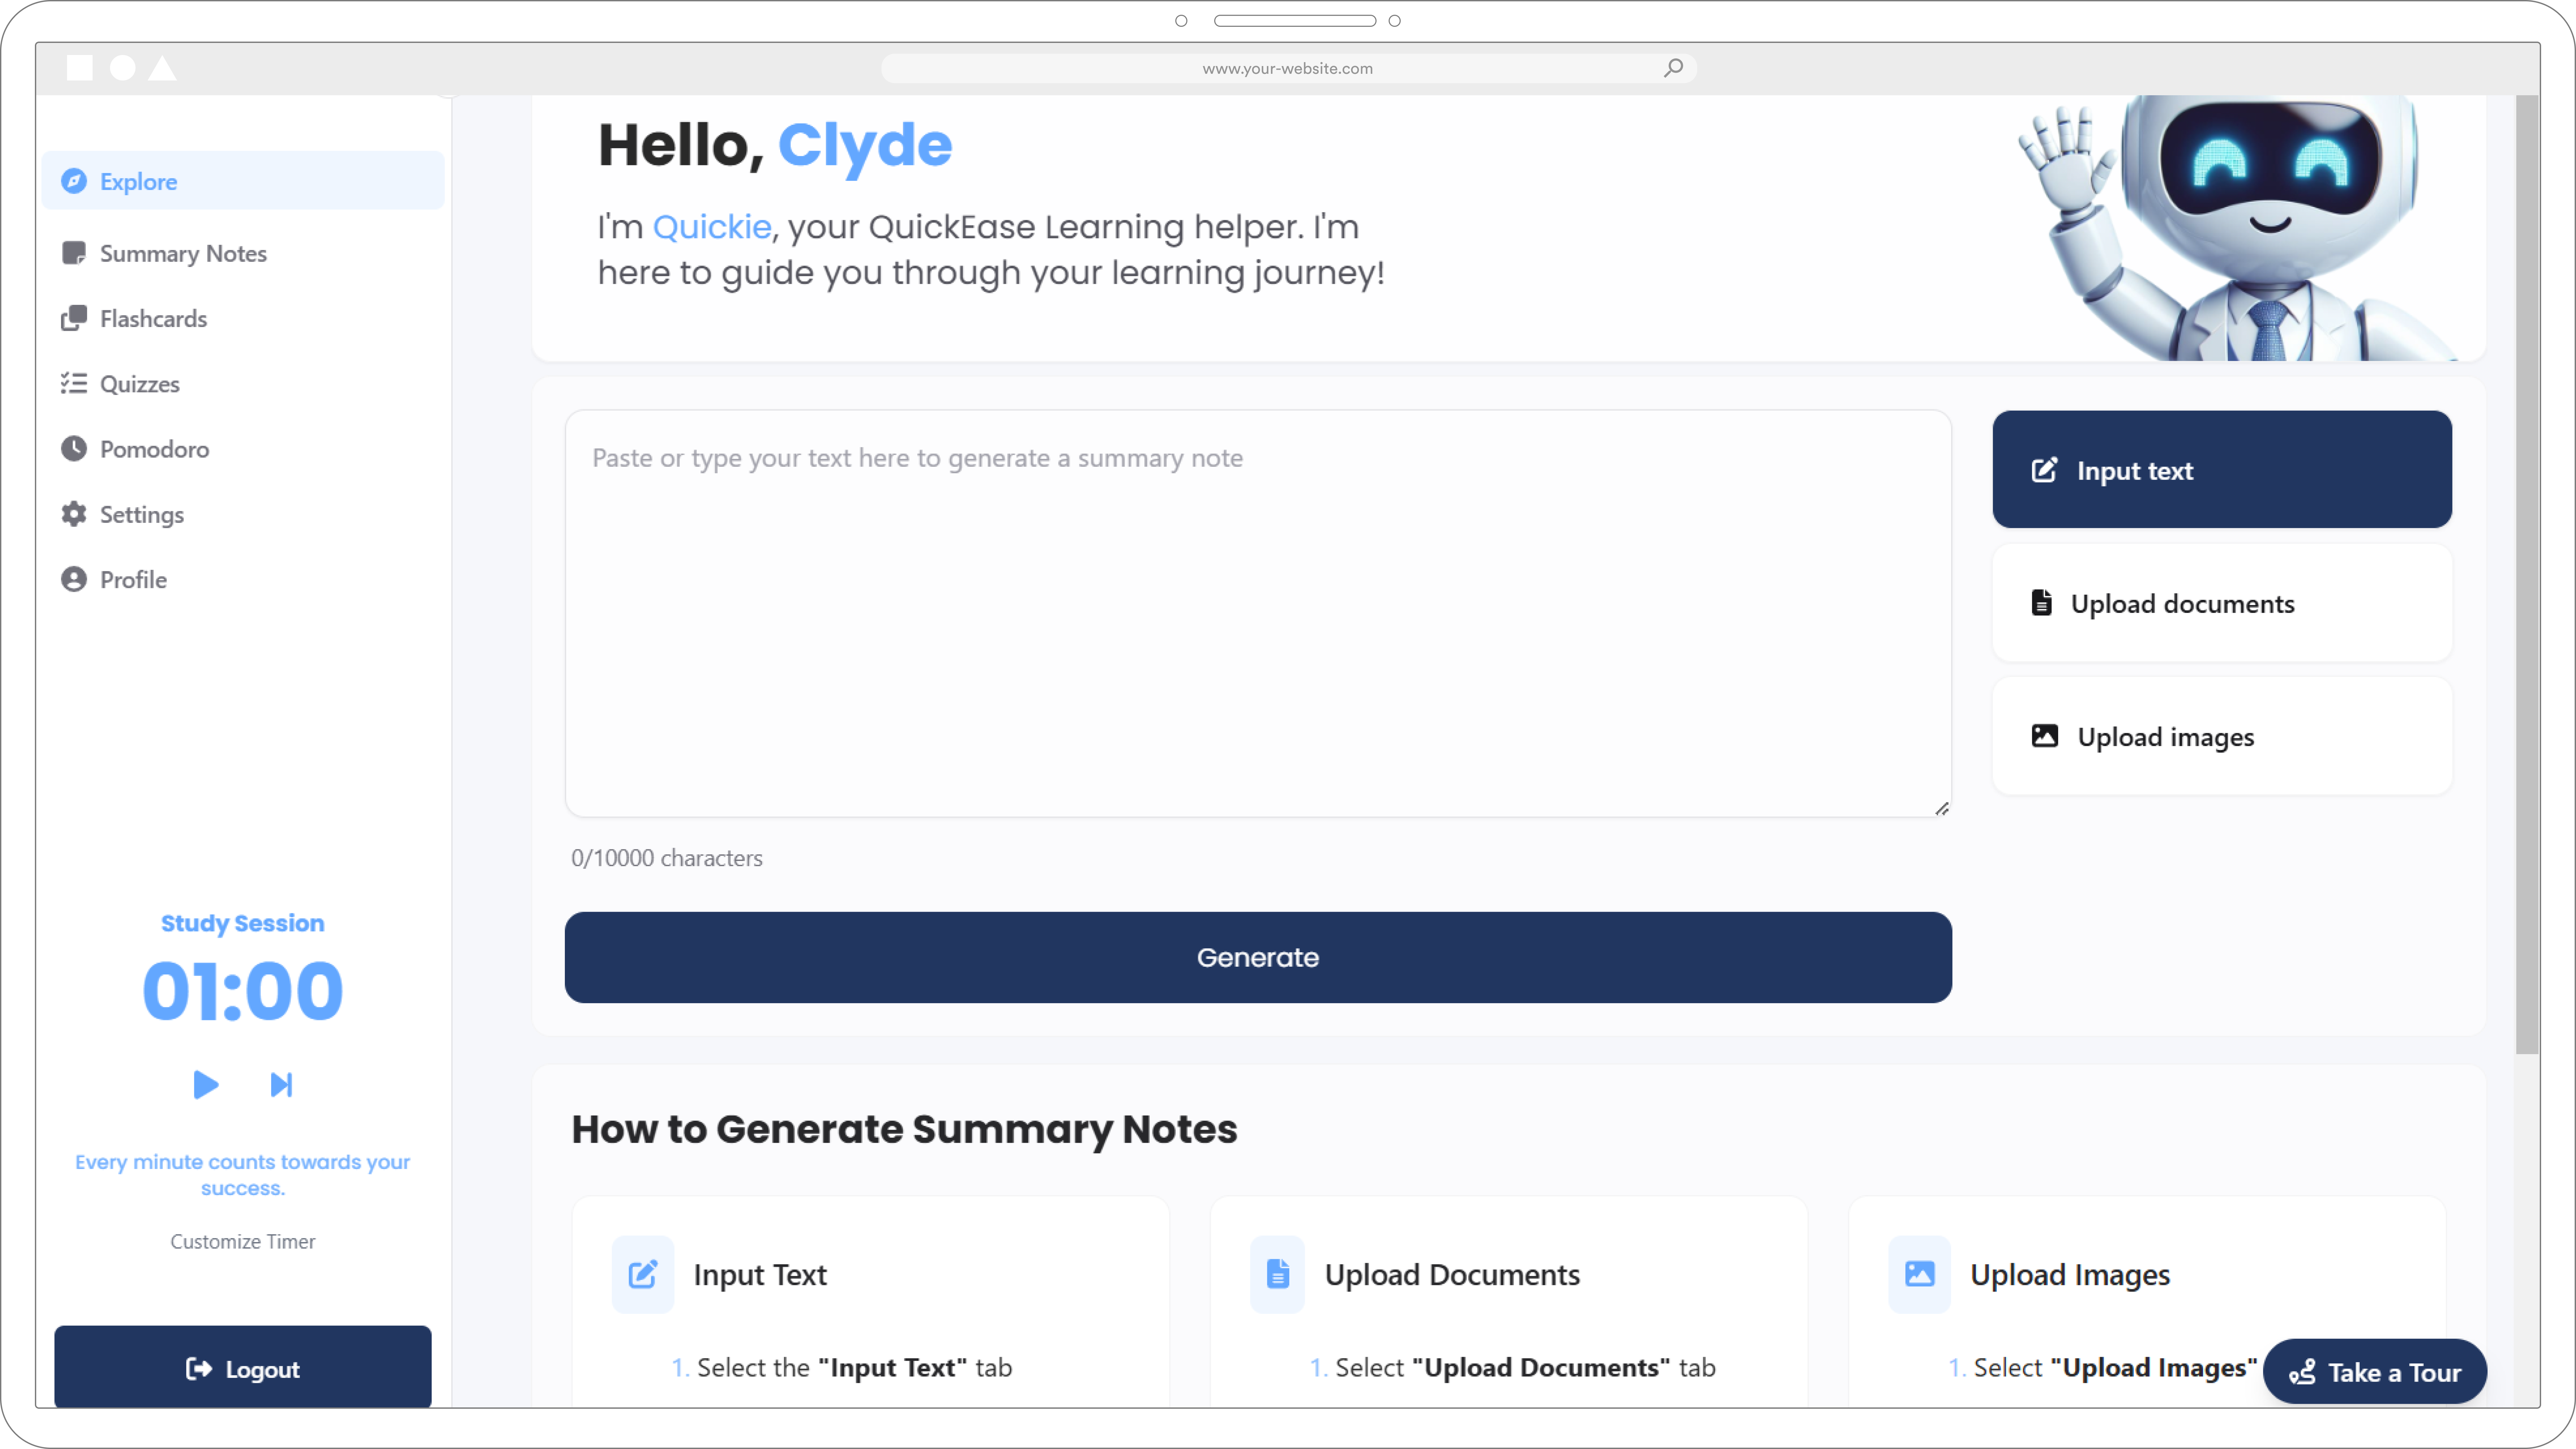 www.your-website.com
Explore
Summary Notes
Flashcards
Quizzes
Pomodoro
Settings
Profile
Study Session
01:00
Every minute counts towards your
success.
Customize Timer
Logout
Hello, Clyde
I'm Quickie, your QuickEase Learning helper. I'm
here to guide you through your learning journey!
Paste or type your text here to generate a summary note
0/10000 characters
Generate
Input text
Upload documents
Upload images
How to Generate Summary Notes
Input Text
1. Select the "Input Text" tab
Upload Documents
1. Select "Upload Documents" tab
Upload Images
1. Select "Upload Images"
Take a Tour